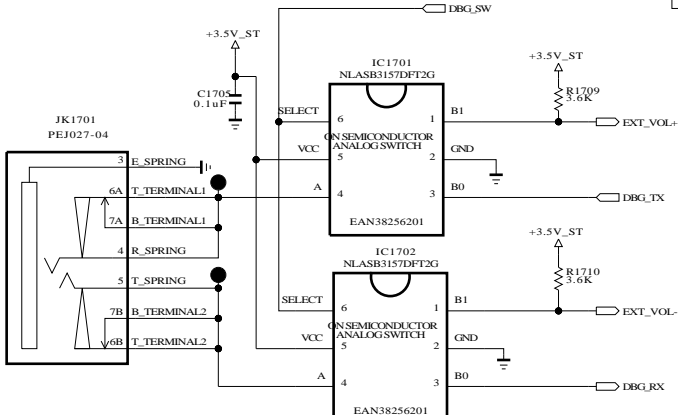 DBG_SW
+3.5V_ST
C1705
0.1uF
IC1701
NLASB3157DFT2G
+3.5V_ST
R1709
3.6K
SELECT
6
1
B1
EXT_VOL+
ON SEMICONDUCTOR
ANALOG SWITCH
VCC
5
2
GND
A
4
3
B0
DBG_TX
EAN38256201
JK1701
PEJ027-04
3
E_SPRING
6A
T_TERMINAL1
7A
B_TERMINAL1
4
R_SPRING
5
T_SPRING
7B
B_TERMINAL2
6B
T_TERMINAL2
IC1702
NLASB3157DFT2G
+3.5V_ST
R1710
3.6K
SELECT
6
1
B1
EXT_VOL-
ON SEMICONDUCTOR
ANALOG SWITCH
VCC
5
2
GND
A
4
3
B0
DBG_RX
EAN38256201